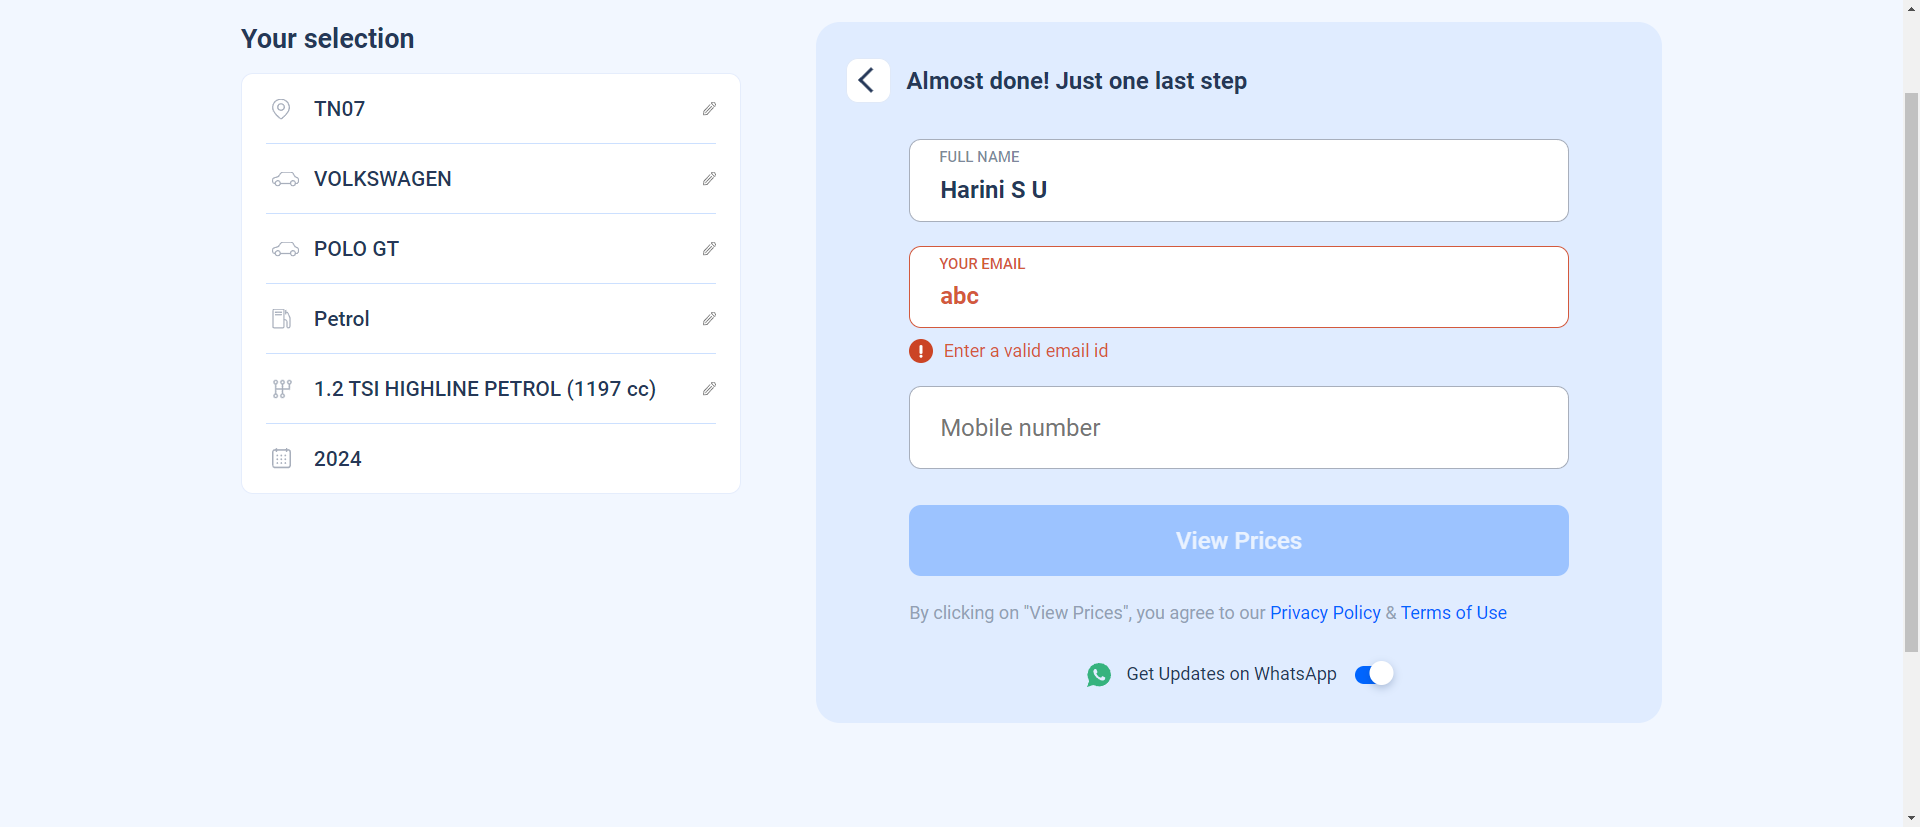 Your selection
TN07
VOLKSWAGEN
POLO GT
Petrol
1.2 TSI HIGHLINE PETROL (1197 cc)
2024
Almost done! Just one last step
FULL NAME
Harini S U
YOUR EMAIL
abc
Enter a valid email id
Mobile number
View Prices
By clicking on "View Prices", you agree to our Privacy Policy & Terms of Use
Get Updates on WhatsApp